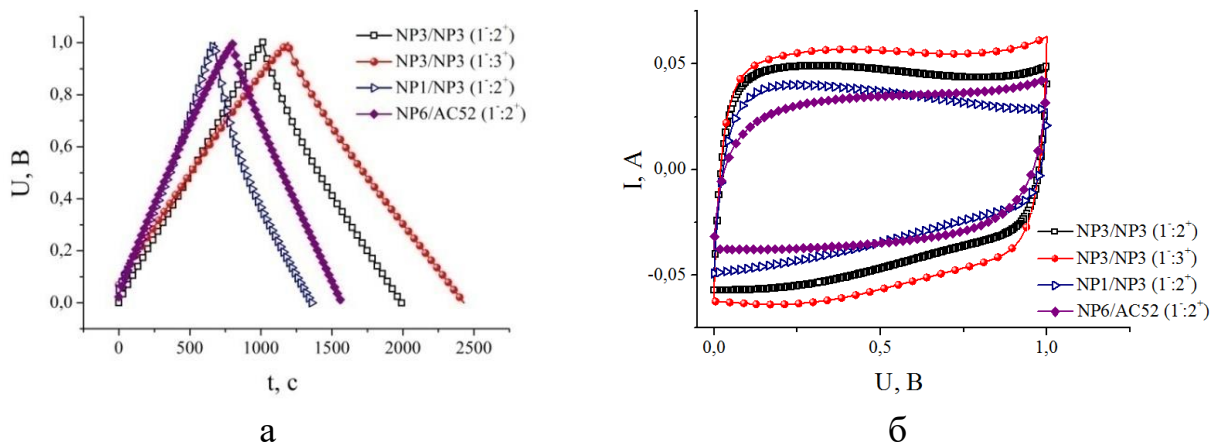 NP3/NP3 (1⁻:2⁺)
NP3/NP3 (1⁻:3⁺)
NP1/NP3 (1⁻:2⁺)
NP6/AC52 (1⁻:2⁺)
U, В
1,0
0,8
0,6
0,4
0,2
0,0
0
500
1000
1500
2000
2500
t, с
а
I, А
0,05
0,00
-0,05
NP3/NP3 (1⁻:2⁺)
NP3/NP3 (1⁻:3⁺)
NP1/NP3 (1⁻:2⁺)
NP6/AC52 (1⁻:2⁺)
0,0
0,5
1,0
U, В
б